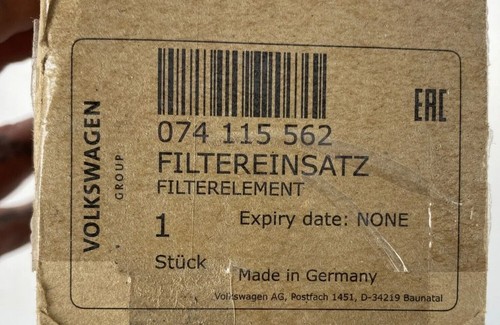 VOLKSWAGEN
GROUP
EAC
074 115 562
FILTEREINSATZ
FILTERELEMENT
1
Expiry date: NONE
Stück
Made in Germany
Volkswagen AG, Postfach 1451, D-34219 Baunatal